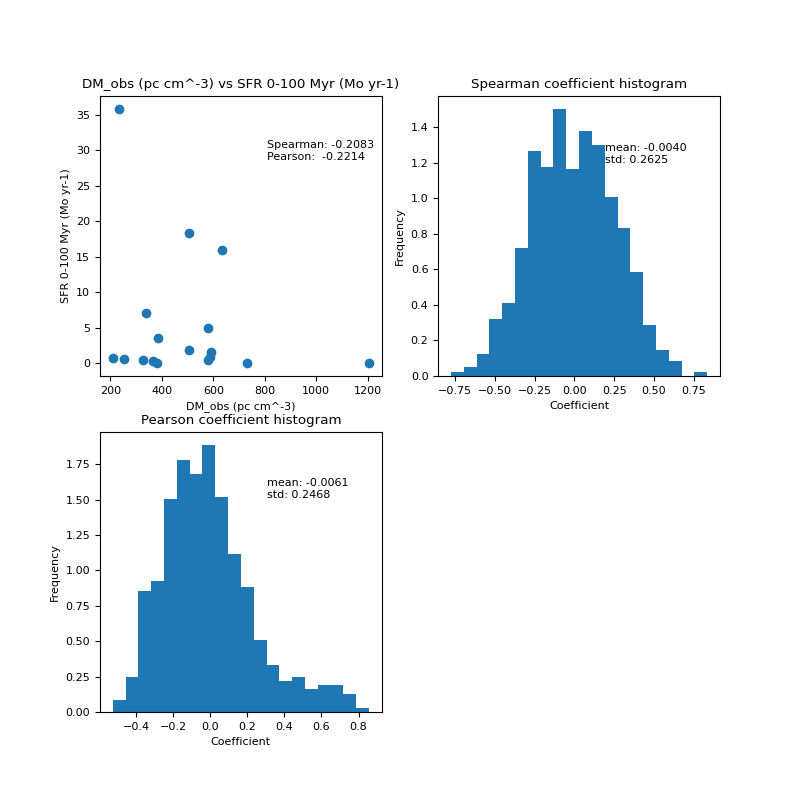 DM_obs (pc cm^-3) vs SFR 0-100 Myr (Mo yr-1)
35
30
25
20
15
10
5
0
SFR 0-100 Myr (Mo yr-1)
Spearman: -0.2083
Pearson:  -0.2214
200 400 600 800 1000 1200
DM_obs (pc cm^-3)
Spearman coefficient histogram
1.4
1.2
1.0
0.8
0.6
0.4
0.2
0.0
Frequency
mean: -0.0040
std: 0.2625
−0.75 −0.50 −0.25 0.00 0.25 0.50 0.75
Coefficient
Pearson coefficient histogram
1.75
1.50
1.25
1.00
0.75
0.50
0.25
0.00
Frequency
mean: -0.0061
std: 0.2468
−0.4 −0.2 0.0 0.2 0.4 0.6 0.8
Coefficient